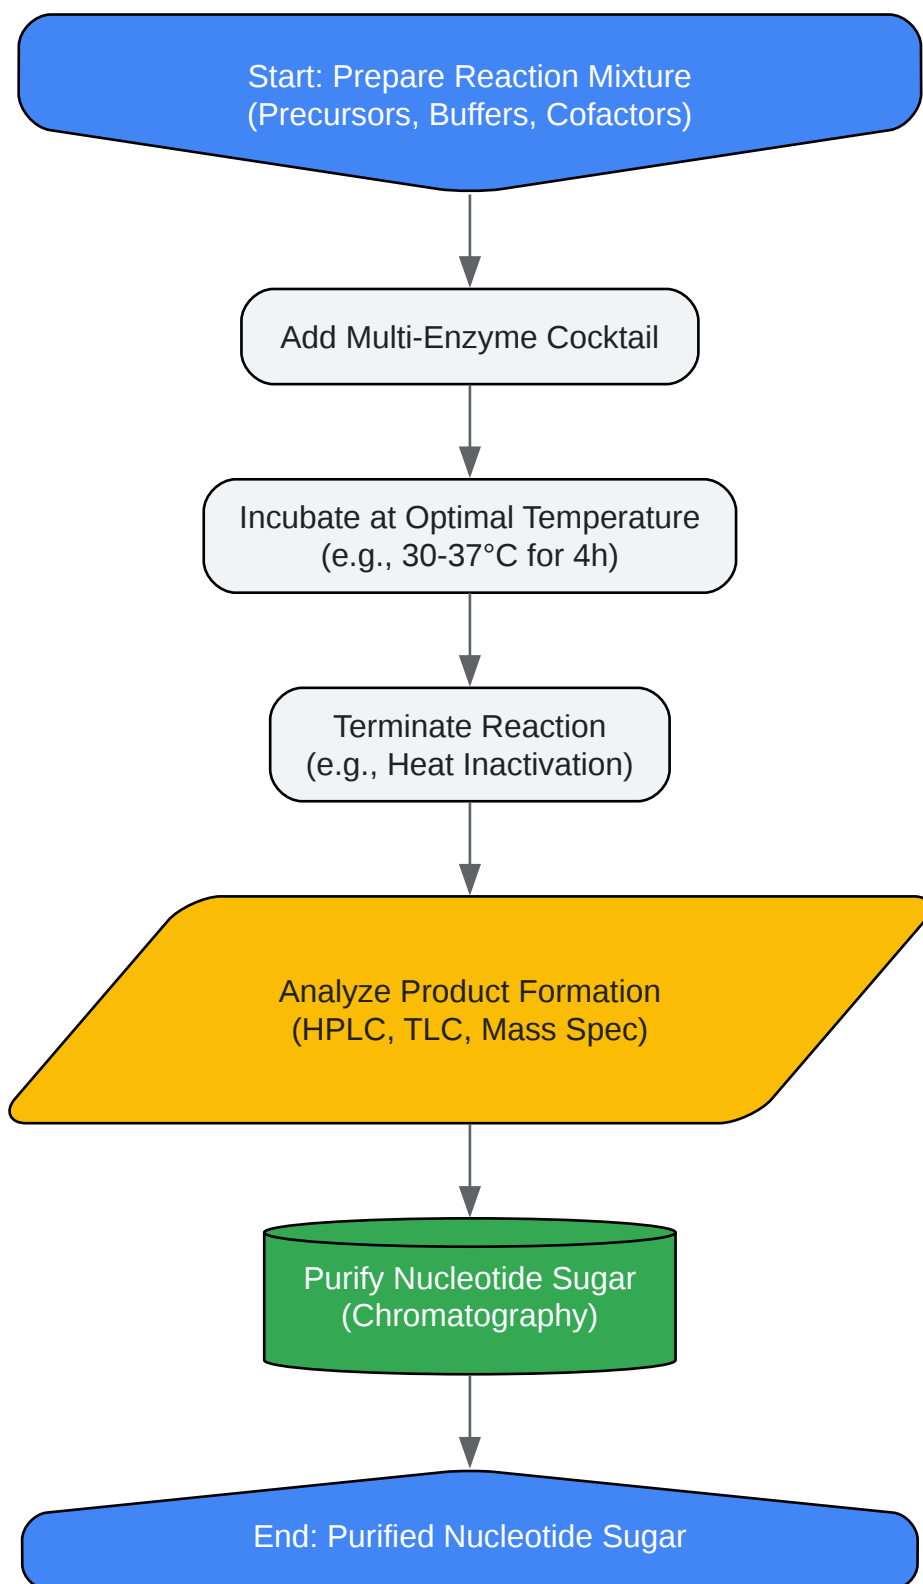 Start: Prepare Reaction Mixture
(Precursors, Buffers, Cofactors)
Add Multi-Enzyme Cocktail
Incubate at Optimal Temperature
(e.g., 30-37°C for 4h)
Terminate Reaction
(e.g., Heat Inactivation)
Analyze Product Formation
(HPLC, TLC, Mass Spec)
Purify Nucleotide Sugar
(Chromatography)
End: Purified Nucleotide Sugar